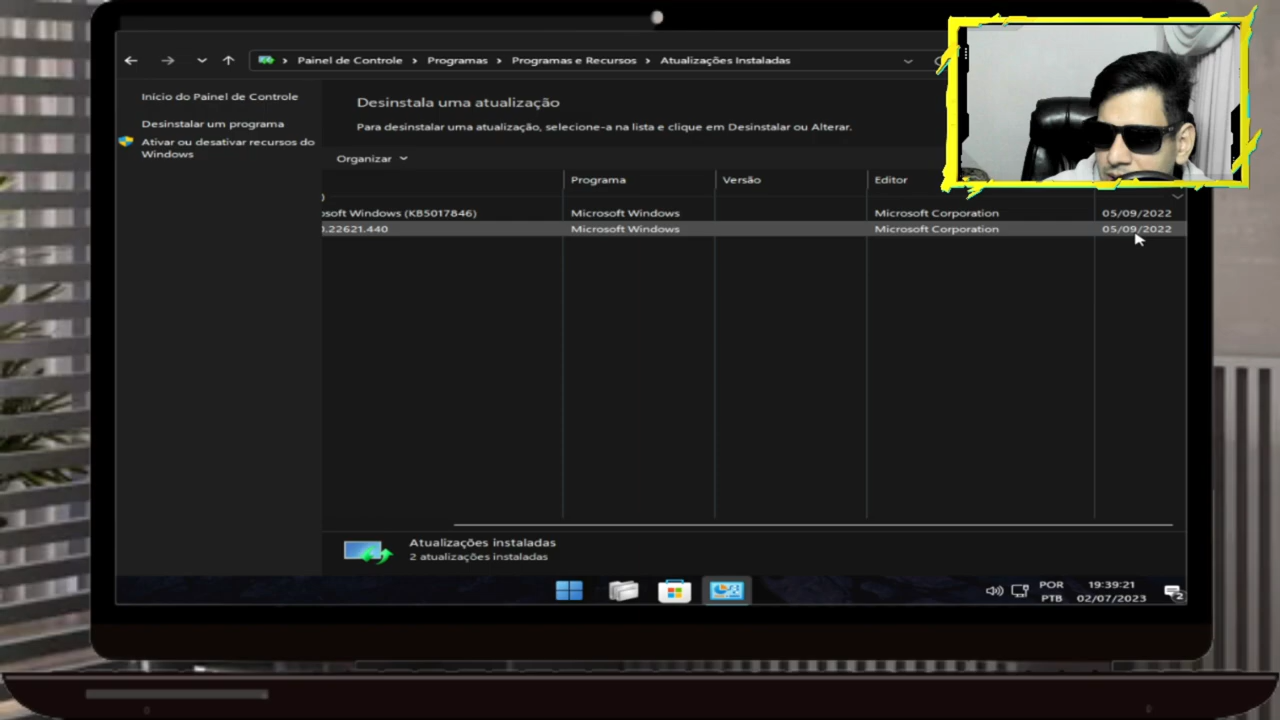 Painel de Controle > Programas > Programas e Recursos > Atualizações Instaladas
Início do Painel de Controle
Desinstalar um programa
Ativar ou desativar recursos do
Windows
Desinstala uma atualização
Para desinstalar uma atualização, selecione-a na lista e clique em Desinstalar ou Alterar.
Organizar
Programa Versão Editor
)
soft Windows (KB5017846) Microsoft Windows Microsoft Corporation 05/09/2022
.22621.440 Microsoft Windows Microsoft Corporation 05/09/2022
Atualizações instaladas
2 atualizações instaladas
POR
PTB
19:39:21
02/07/2023
2